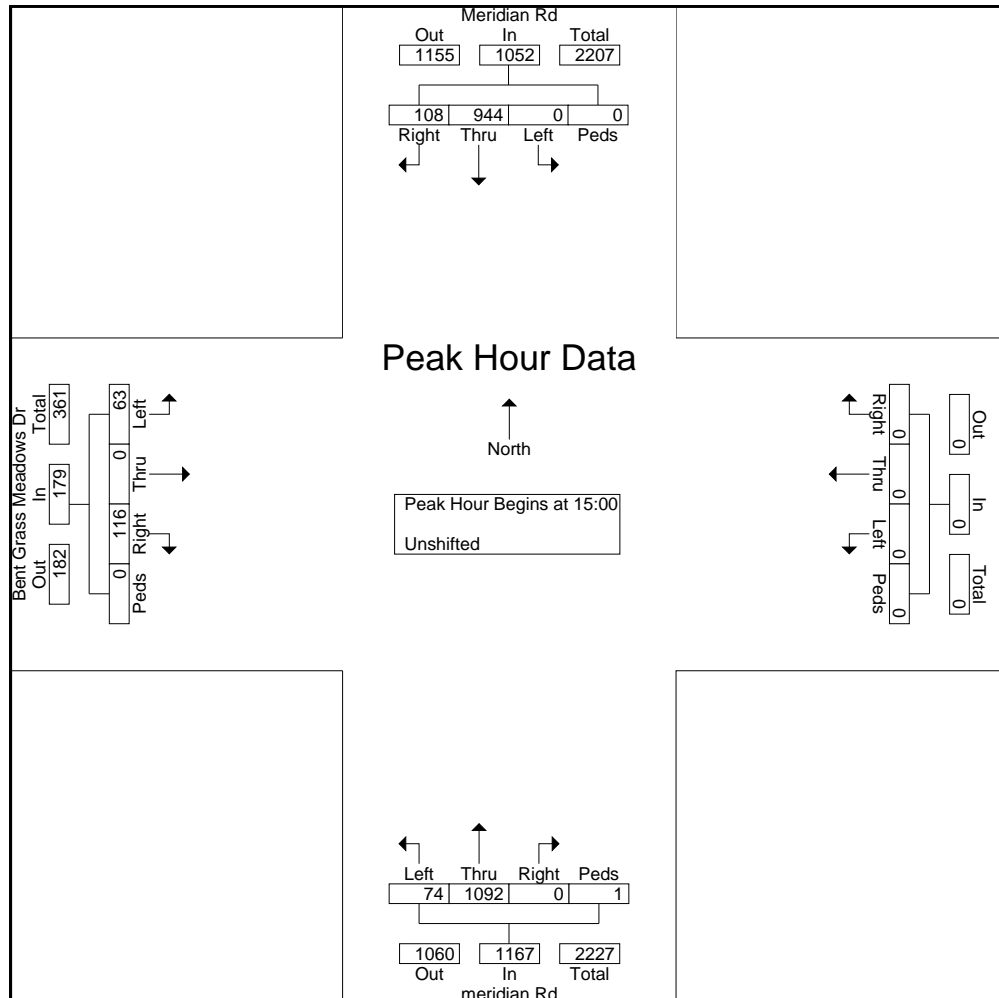 Meridian Rd
Out In Total
1155 1052 2207
108 944 0 0
Right Thru Left Peds
Peak Hour Data
North
Peak Hour Begins at 15:00
Unshifted
Bent Grass Meadows Dr
Total In Out
361 179 182
63 0 116 0
Left Thru Right Peds
Out In Total
0 0 0
0 0 0 0
Right Thru Left Peds
Left Thru Right Peds
74 1092 0 1
1060 1167 2227
Out In Total
meridian Rd